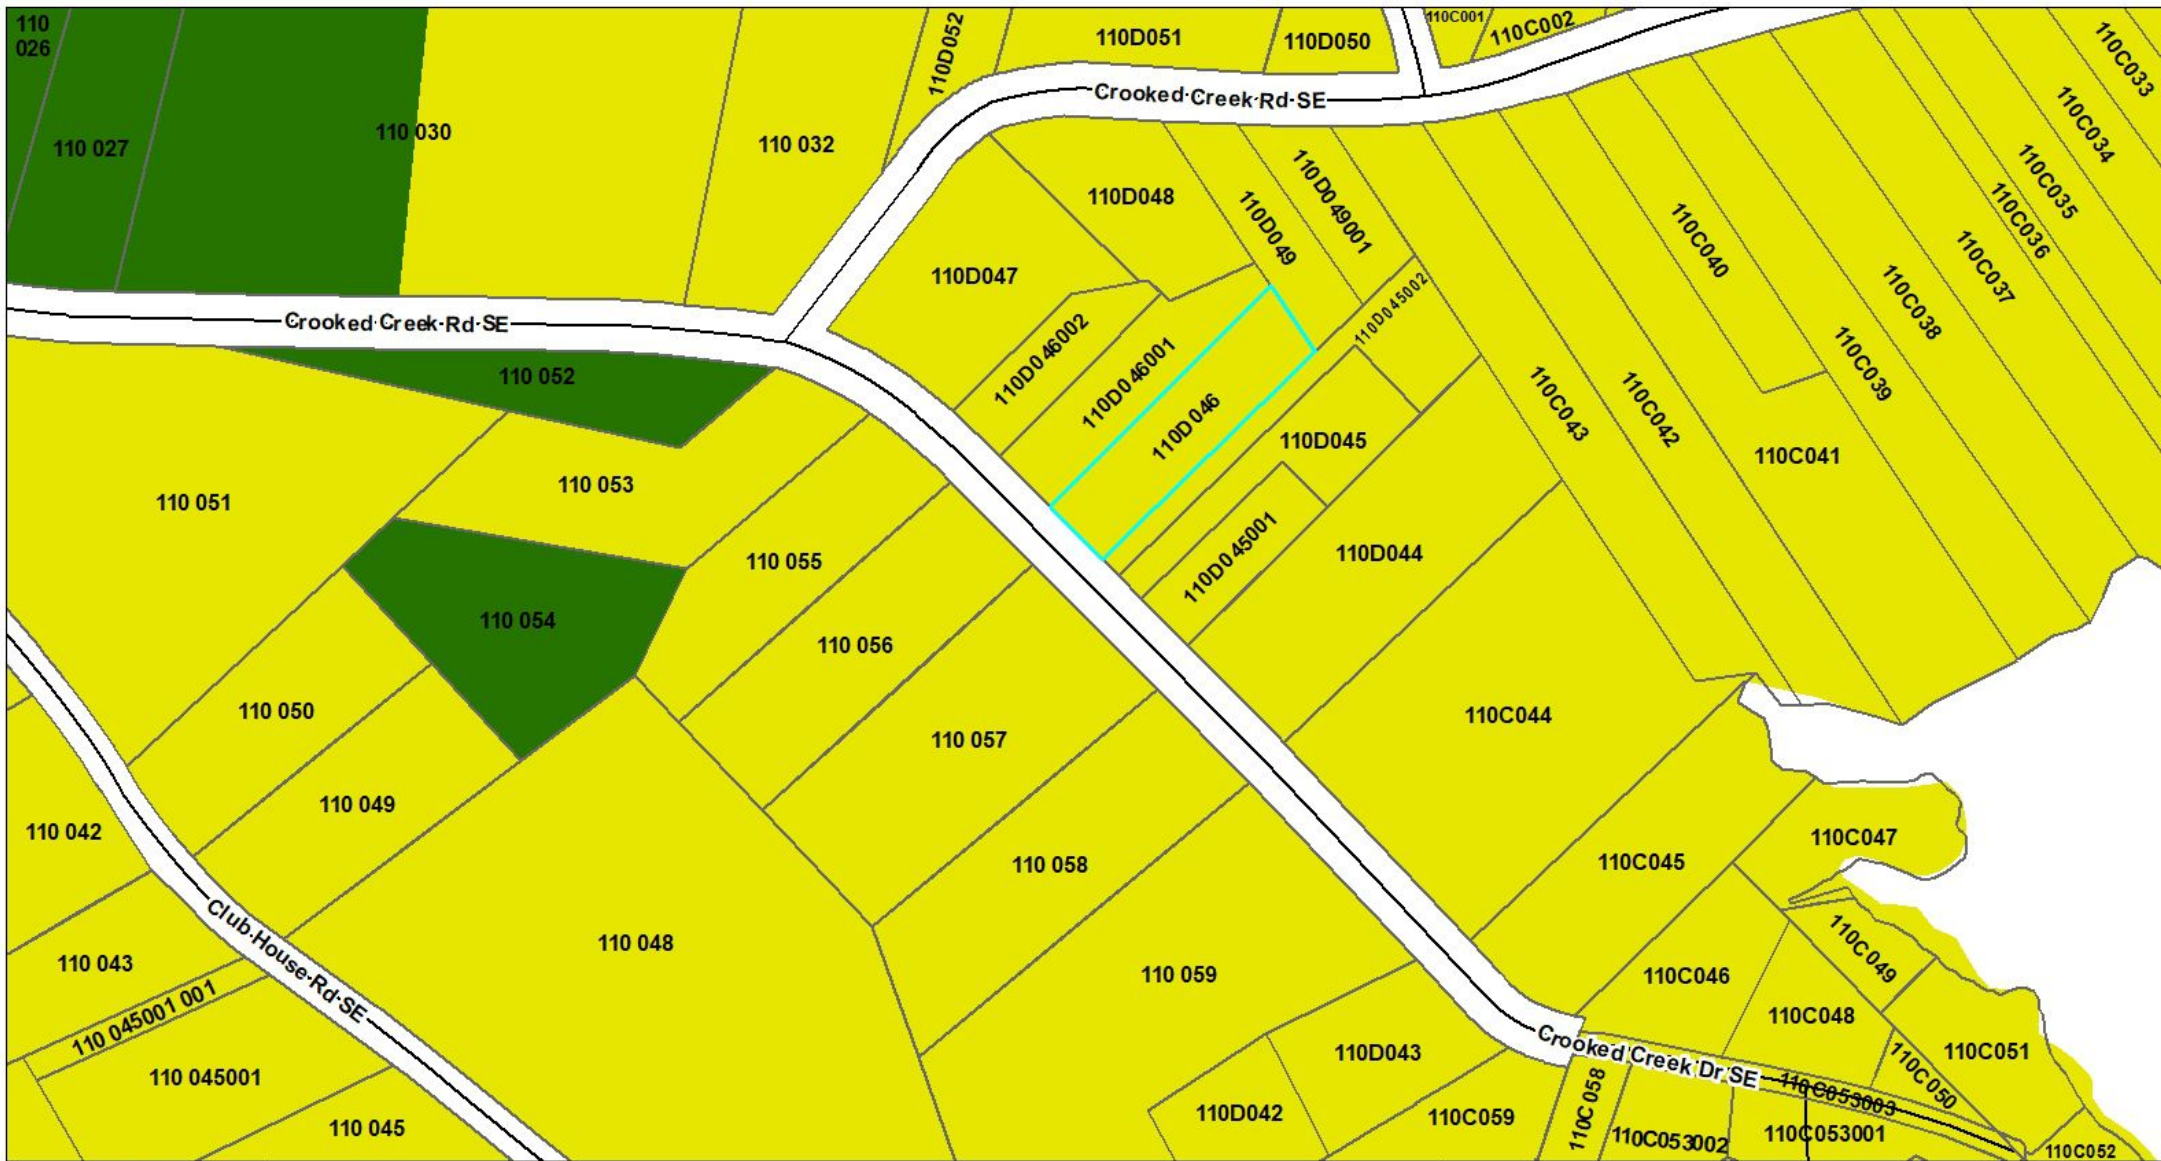 110
026
110 027
110 030
110 032
110D052
110D051
110D050
110C001
110C002
110C033
110C034
110C035
110C036
110C037
110C038
110C039
110C040
110C041
110C042
110C043
Crooked Creek Rd SE
110D047
110D048
110D049
110D049001
110D045002
Crooked Creek Rd SE
110D046002
110D046001
110D046
110D045
110D045001
110D044
110 052
110 051
110 053
110 054
110 055
110 056
110 057
110 058
110 059
110 050
110 049
110 048
110 042
110 043
Club House Rd SE
110 045001 001
110 045001
110 045
110C044
110C045
110C047
110C046
110C049
110C048
110C051
110C050
Crooked Creek Dr SE
110C053003
110D043
110D042
110C059
110C058
110C053002
110C053001
110C052